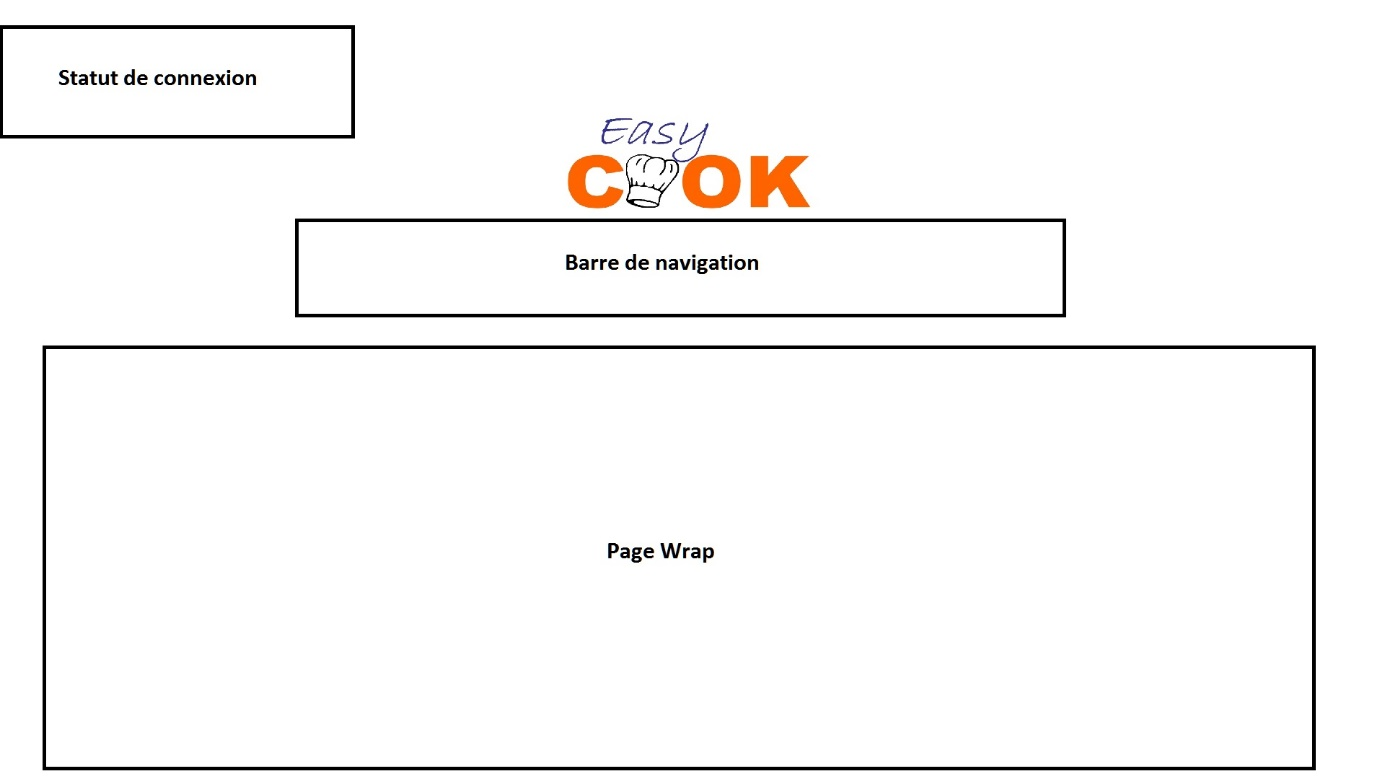 Statut de connexion
Easy
COOK
Barre de navigation
Page Wrap